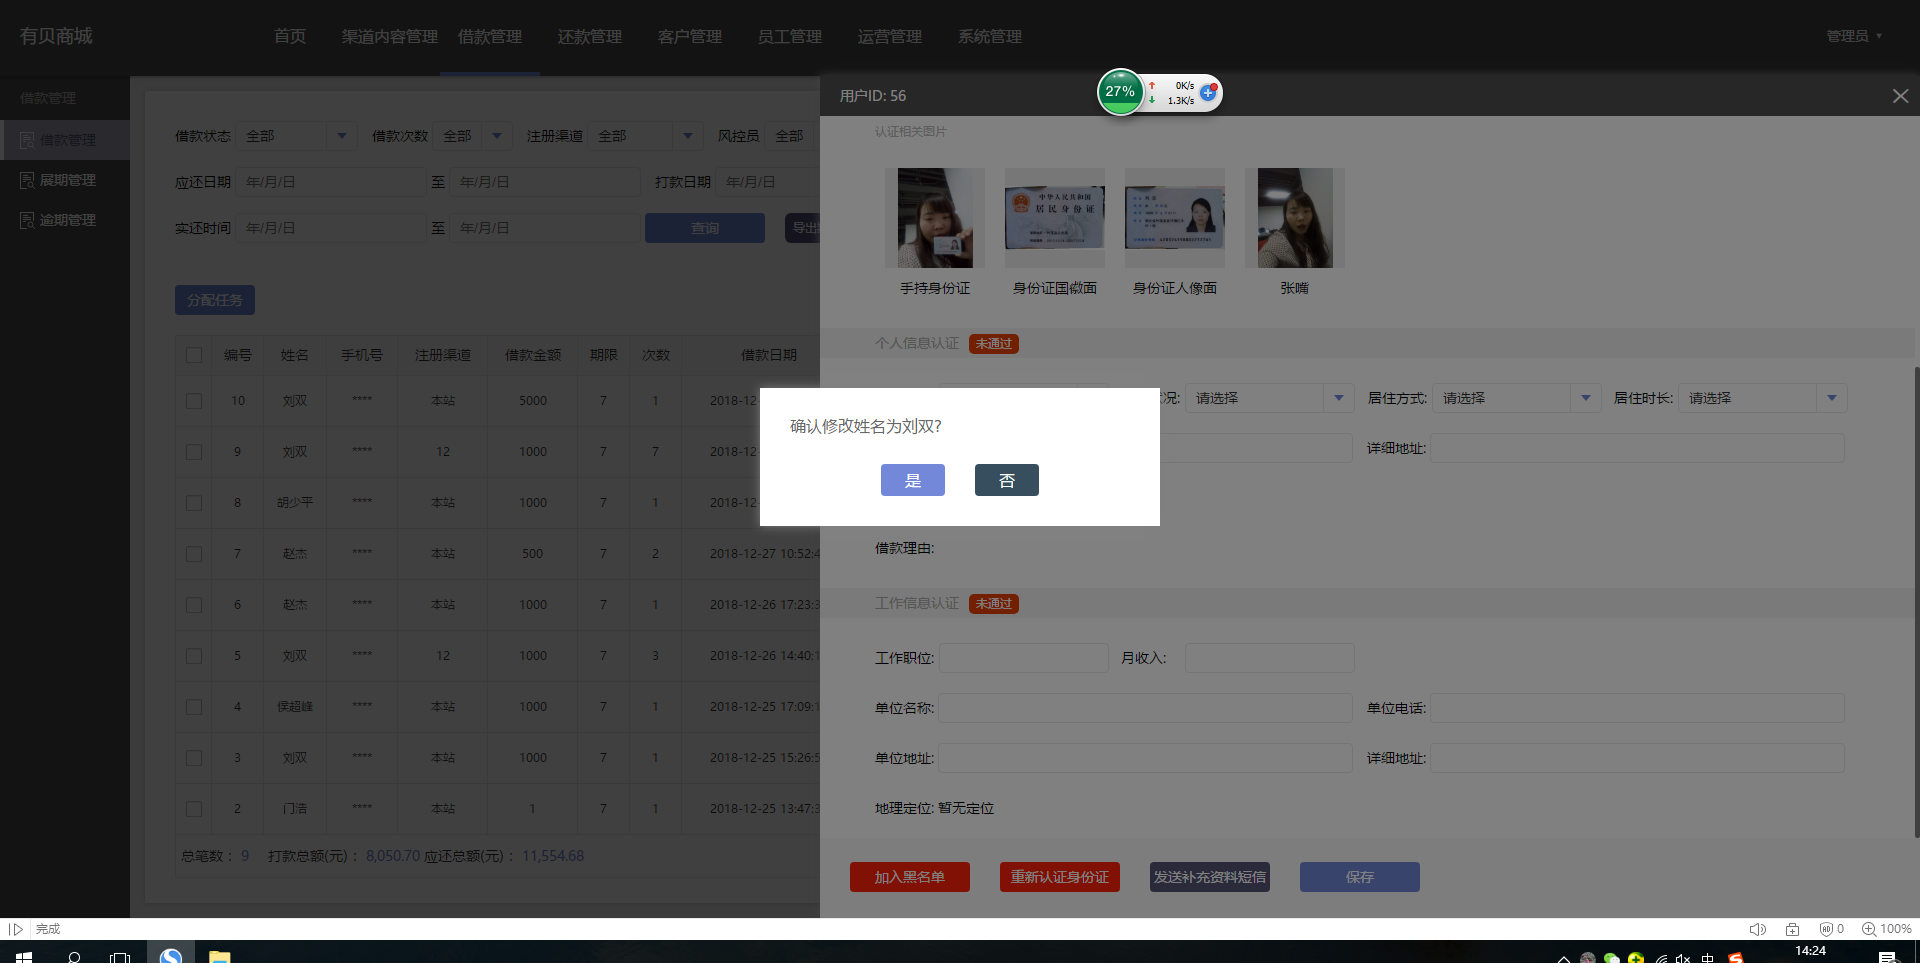 有贝商城
首页 渠道内容管理 借款管理 还款管理 客户管理 员工管理 运营管理 系统管理
管理员
借款管理
借款管理
展期管理
逾期管理
借款状态 全部 借款次数 全部 注册渠道 全部 风控员 全部
应还日期 年/月/日 至 年/月/日 打款日期 年/月/日
实还时间 年/月/日 至 年/月/日 查询 导出
分配任务
编号 姓名 手机号 注册渠道 借款金额 期限 次数 借款日期
10 刘双 **** 本站 5000 7 1 2018-12-
9 刘双 **** 12 1000 7 7 2018-12-
8 胡少平 **** 本站 1000 7 1 2018-12-
7 赵杰 **** 本站 500 7 2 2018-12-27 10:52:4
6 赵杰 **** 本站 1000 7 1 2018-12-26 17:23:3
5 刘双 **** 12 1000 7 3 2018-12-26 14:40:1
4 侯超峰 **** 本站 1000 7 1 2018-12-25 17:09:1
3 刘双 **** 本站 1000 7 1 2018-12-25 15:26:5
2 门浩 **** 本站 1 7 1 2018-12-25 13:47:3
总笔数： 9 打款总额(元)： 8,050.70 应还总额(元)： 11,554.68
用户ID: 56
27% 0K/s
1.3K/s
认证相关图片
中华人民共和国
居民身份证
手持身份证 身份证国徽面 身份证人像面 张嘴
个人信息认证 未通过
况: 请选择 居住方式: 请选择 居住时长: 请选择
详细地址:
确认修改姓名为刘双?
是 否
借款理由:
工作信息认证 未通过
工作职位: 月收入:
单位名称: 单位电话:
单位地址: 详细地址:
地理定位: 暂无定位
加入黑名单 重新认证身份证 发送补充资料短信 保存
完成
0 100%
中
14:24